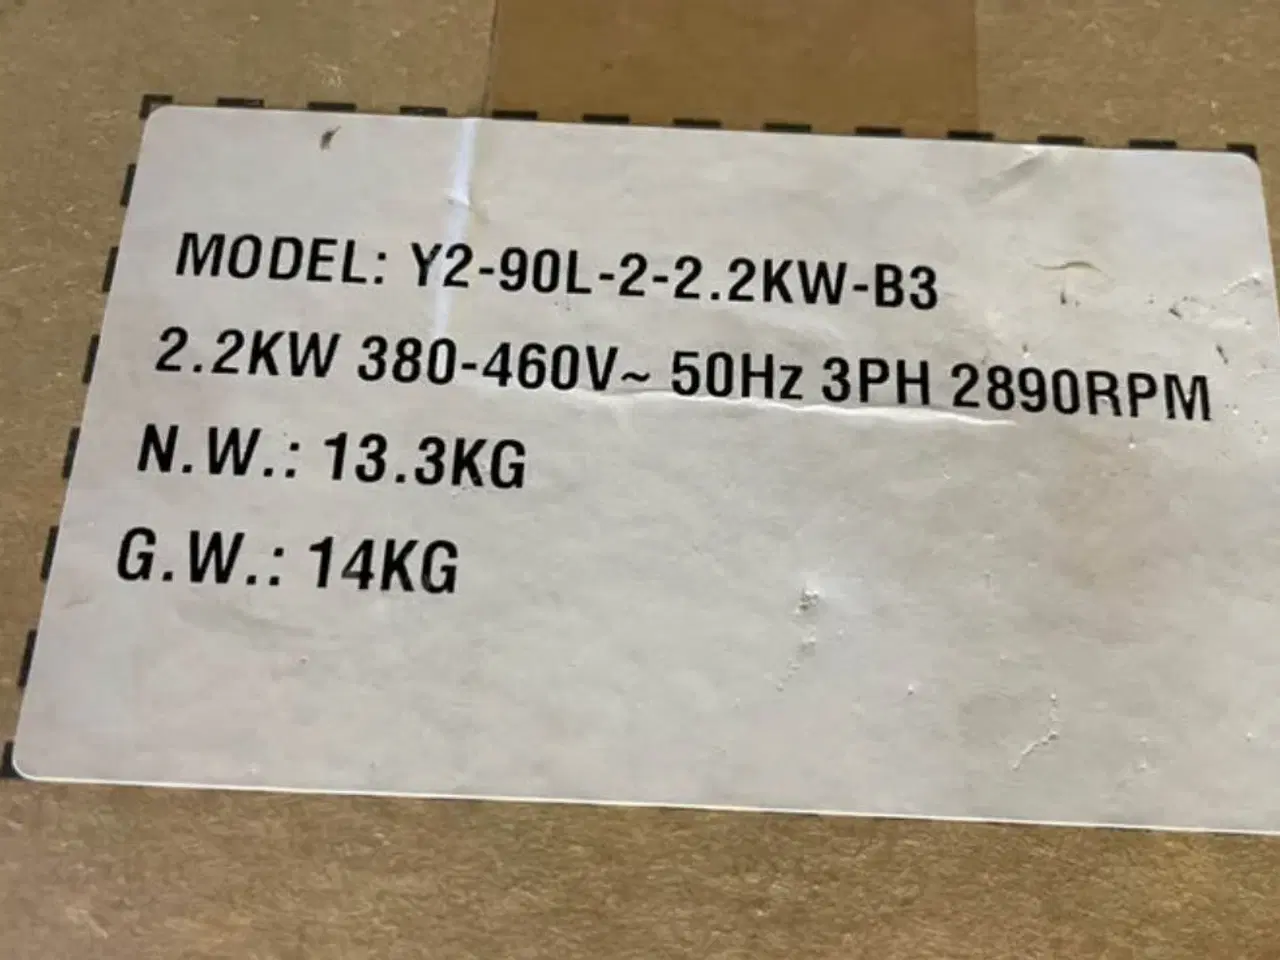 MODEL: Y2-90L-2-2.2KW-B3
2.2KW 380-460V~ 50Hz 3PH 2890RPM
N.W.: 13.3KG
G.W.: 14KG